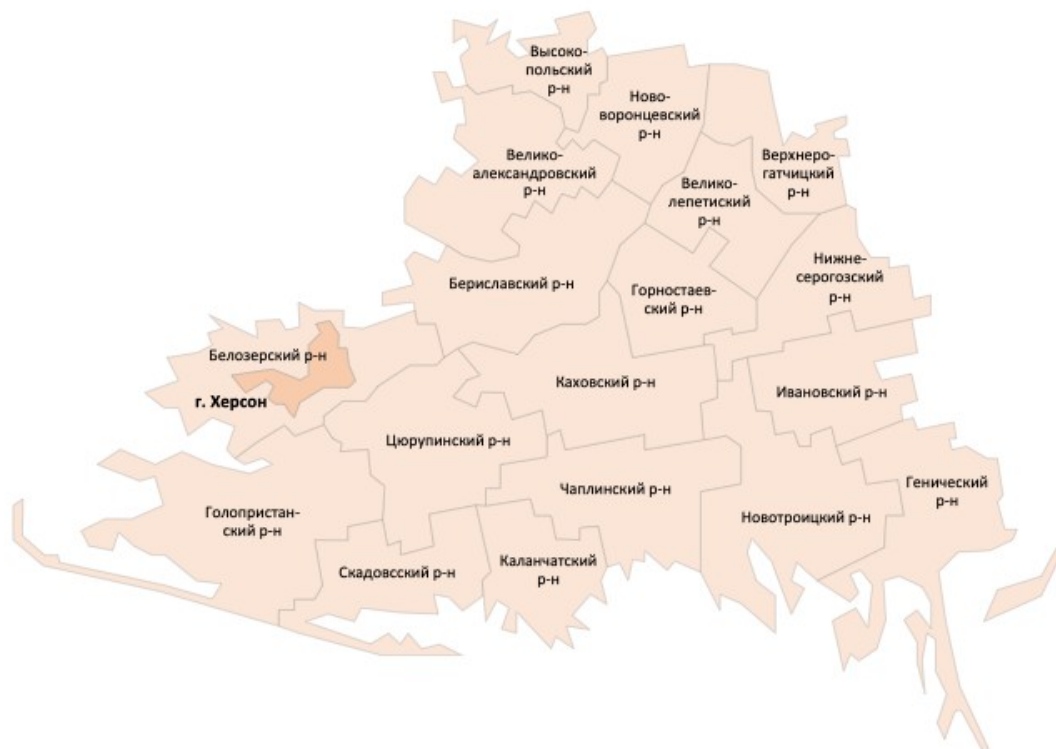 Высоко-
польский
р-н
Ново-
воронцевский
р-н
Велико-
александровский
р-н
Верхнеро-
гатчицкий
р-н
Велико-
лепетиский
р-н
Нижне-
серогозский
р-н
Бериславский р-н
Горностаев-
ский р-н
Белозерский р-н
г. Херсон
Каховский р-н
Ивановский р-н
Цюрупинский р-н
Чаплинский р-н
Генический
р-н
Голопристан-
ский р-н
Новотроицкий р-н
Скадовсский р-н
Каланчатский
р-н